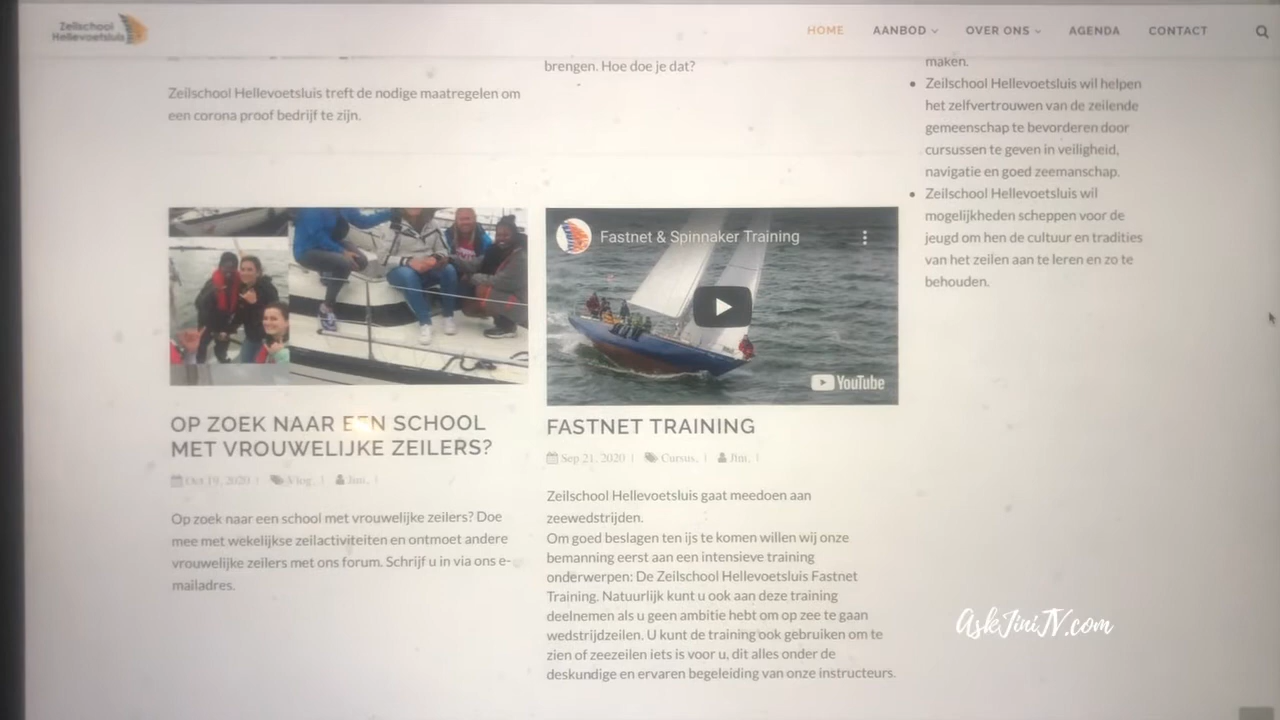 Zeilschool
Hellevoetsluis
HOME
AANBOD
OVER ONS
AGENDA
CONTACT
Zeilschool Hellevoetsluis treft de nodige maatregelen om
een corona proof bedrijf te zijn.
brengen. Hoe doe je dat?
maken.
Zeilschool Hellevoetsluis wil helpen
het zelfvertrouwen van de zeilende
gemeenschap te bevorderen door
cursussen te geven in veiligheid,
navigatie en goed zeemanschap.
Zeilschool Hellevoetsluis wil
mogelijkheden scheppen voor de
jeugd om hen de cultuur en tradities
van het zeilen aan te leren en zo te
behouden.
OP ZOEK NAAR EEN SCHOOL
MET VROUWELIJKE ZEILERS?
Oct 19, 2020 | Vlog, | Jini, |
Op zoek naar een school met vrouwelijke zeilers? Doe
mee met wekelijkse zeilactiviteiten en ontmoet andere
vrouwelijke zeilers met ons forum. Schrijf u in via ons e-
mailadres.
Fastnet & Spinnaker Training
YouTube
FASTNET TRAINING
Sep 21, 2020 | Cursus, | Jini, |
Zeilschool Hellevoetsluis gaat meedoen aan
zeewedstrijden.
Om goed beslagen ten ijs te komen willen wij onze
bemanning eerst aan een intensieve training
onderwerpen: De Zeilschool Hellevoetsluis Fastnet
Training. Natuurlijk kunt u ook aan deze training
deelnemen als u geen ambitie hebt om op zee te gaan
wedstrijdzeilen. U kunt de training ook gebruiken om te
zien of zeezeilen iets is voor u, dit alles onder de
deskundige en ervaren begeleiding van onze instructeurs.
AskJiniTV.com